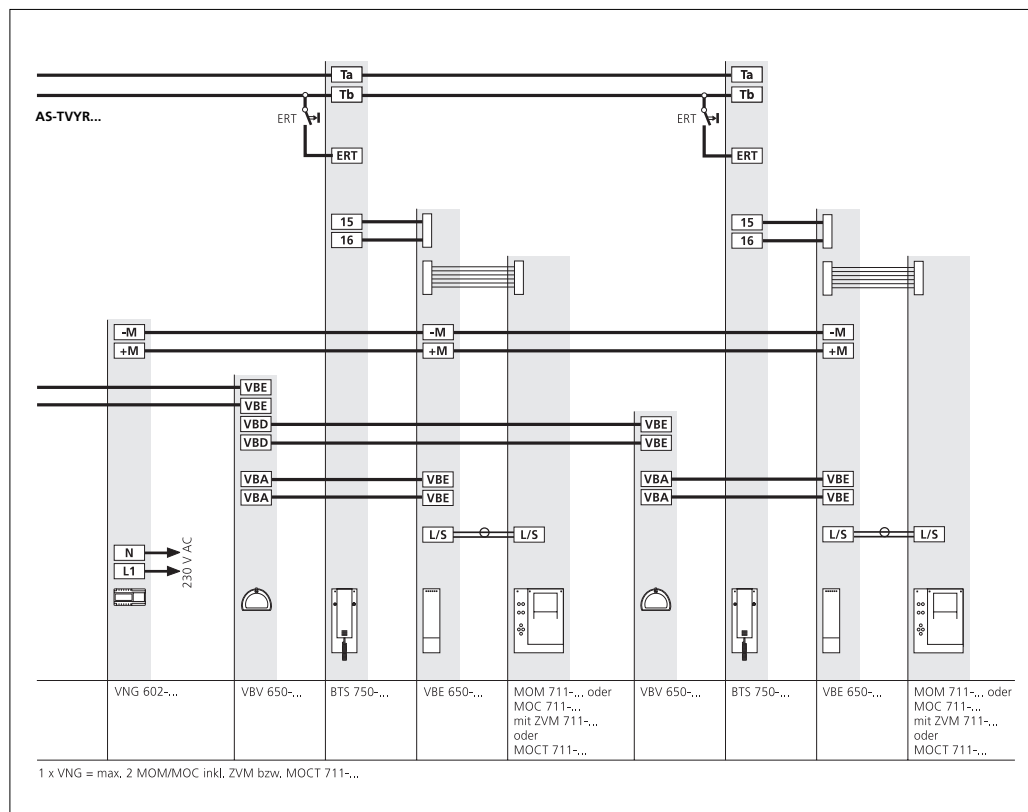 Ta Ta
Tb Tb
AS-TVYR...
ERT ERT
ERT ERT
15 15
16 16
-M -M -M
+M +M +M
VBE
VBE
VBD VBE
VBD VBE
VBA VBE VBA VBE
VBA VBE VBA VBE
L/S L/S L/S L/S
N
L1
230 V AC
VNG 602-... VBV 650-... BTS 750-... VBE 650-... MOM 711-... oder VBV 650-... BTS 750-... VBE 650-... MOM 711-... oder
MOC 711-... MOC 711-...
mit ZVM 711-... mit ZVM 711-...
oder oder
MOCT 711-... MOCT 711-...
1 x VNG = max. 2 MOM/MOC inkl. ZVM bzw. MOCT 711-...